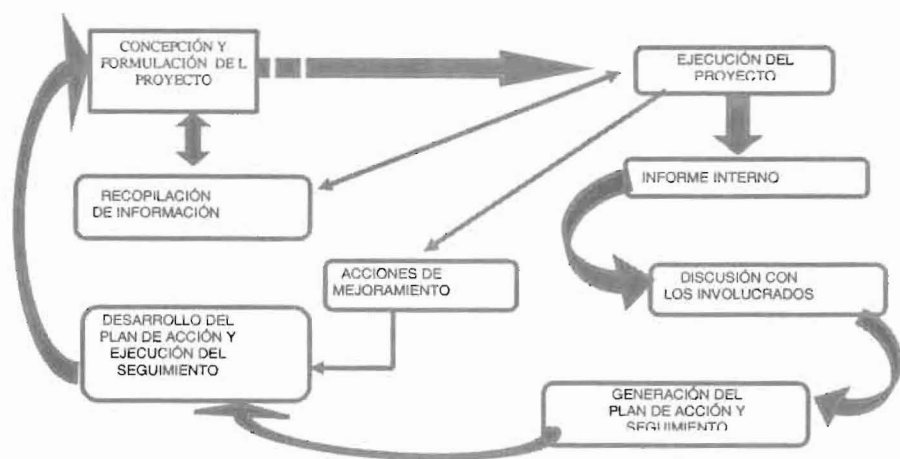 CONCEPCIÓN Y
FORMULACIÓN DE L
PROYECTO
EJECUCIÓN DEL
PROYECTO
RECOPILACIÓN
DE INFORMACIÓN
INFORME INTERNO
ACCIONES DE
MEJORAMIENTO
DISCUSIÓN CON
LOS INVOLUCRADOS
DESARROLLO DEL
PLAN DE ACCIÓN Y
EJECUCIÓN DEL
SEGUIMIENTO
GENERACIÓN DEL
PLAN DE ACCIÓN Y
SEGUIMIENTO